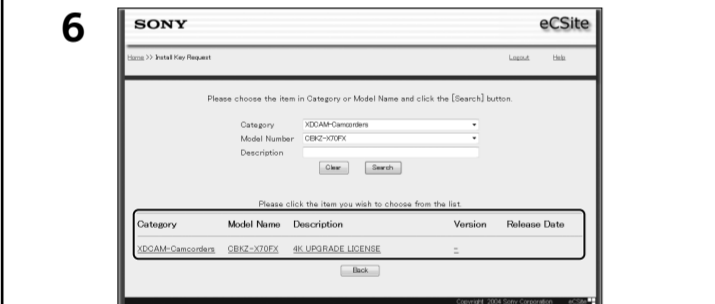 6
SONY
eCSite
Home >> Install Key Request
Logout Help
Please choose the item in Category or Model Name and click the [Search] button.
Category XDCAM-Camcorders
Model Number CBKZ-X70FX
Description
Clear Search
Please click the item you wish to choose from the list.
Category Model Name Description Version Release Date
XDCAM-Camcorders CBKZ-X70FX 4K UPGRADE LICENSE -
Back
Copyright 2004 Sony Corporation eCSite